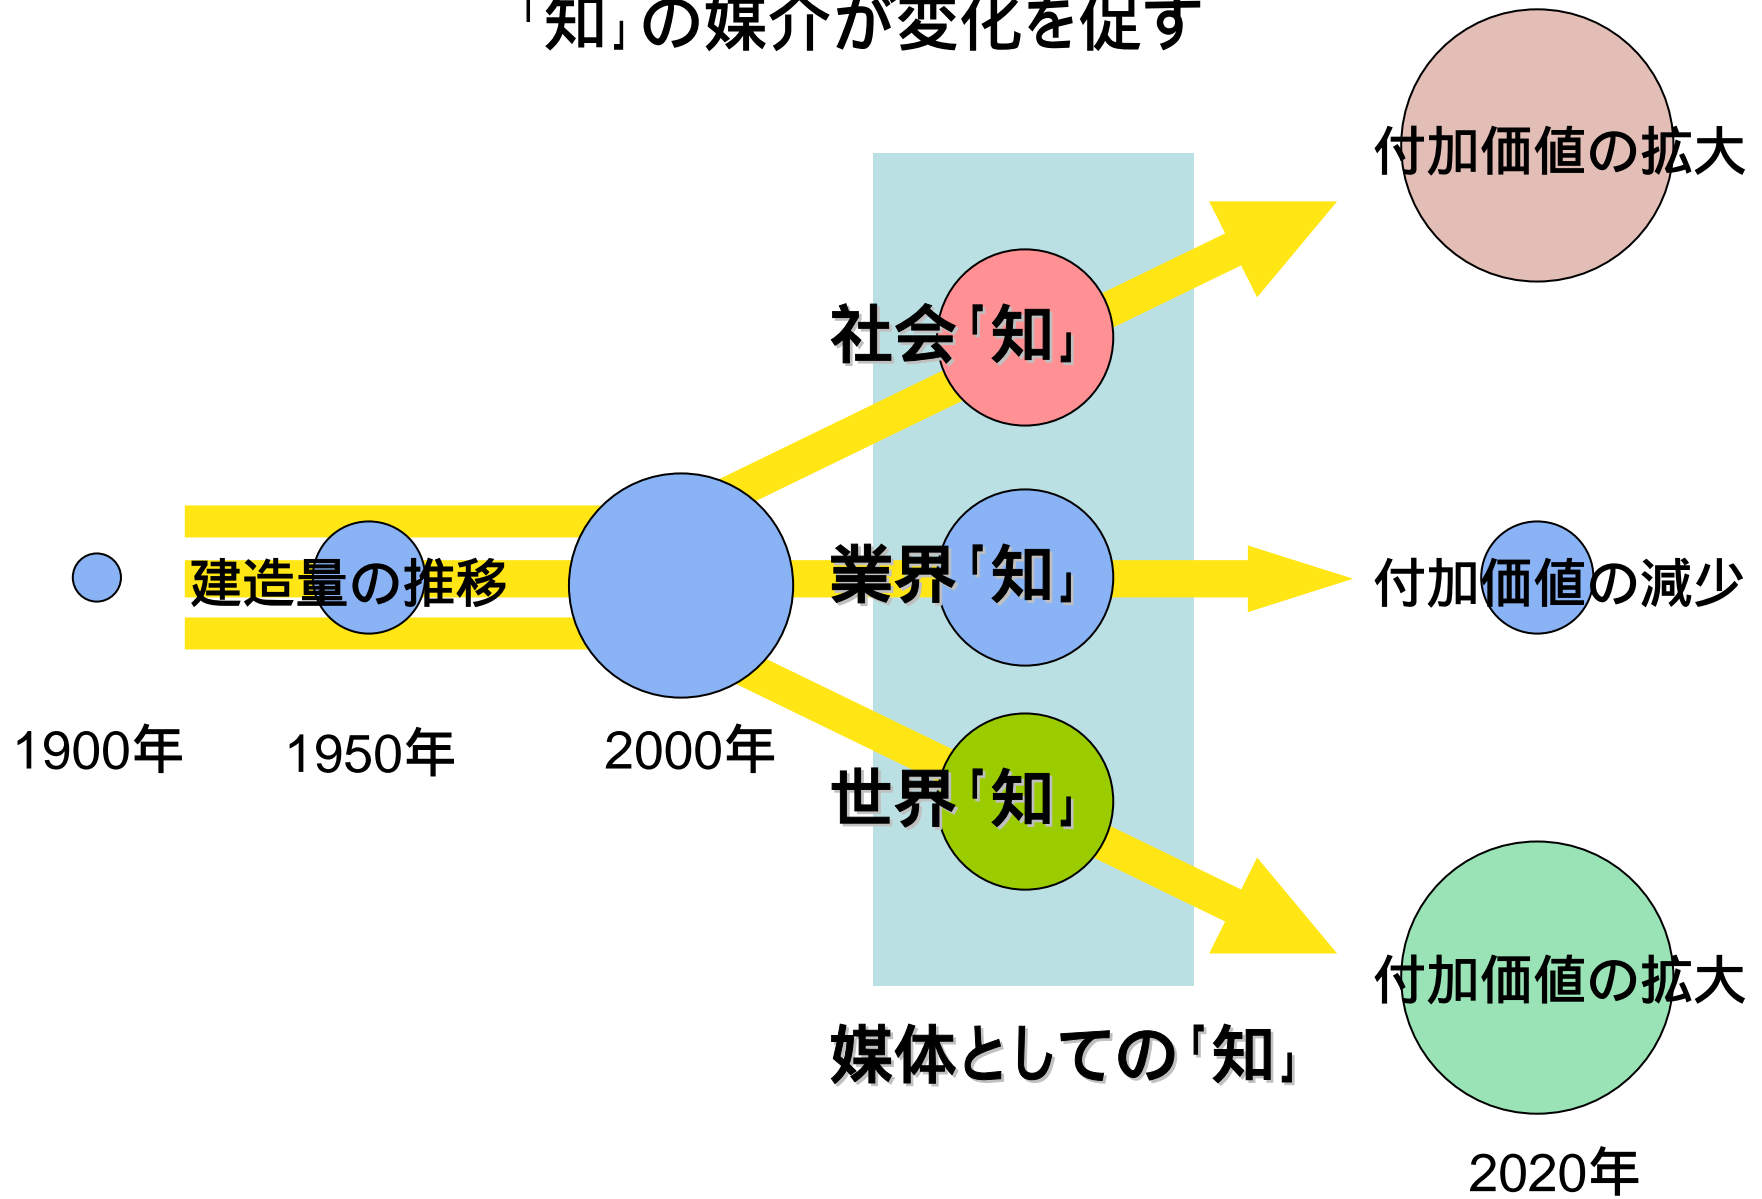 「知」の媒介が変化を促す
付加価値の拡大
社会「知」
建造量の推移
業界「知」
付加価値の減少
1900年
1950年
2000年
世界「知」
付加価値の拡大
媒体としての「知」
2020年